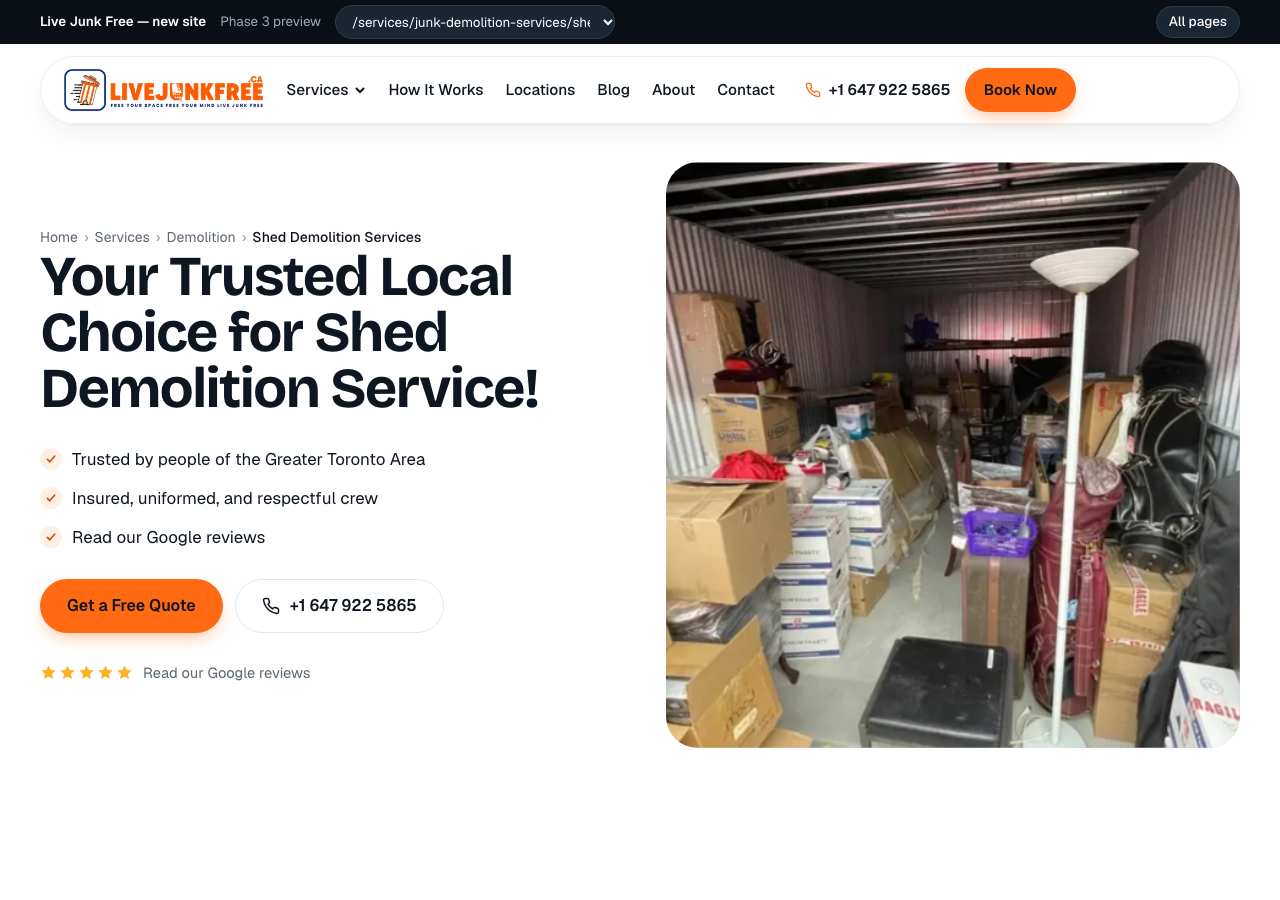 Live Junk Free — new site
Phase 3 preview
/services/junk-demolition-services/she
All pages
LIVEJUNKFREE
.CA
FREE YOUR SPACE FREE YOUR MIND LIVE JUNK FREE
Services
How It Works
Locations
Blog
About
Contact
+1 647 922 5865
Book Now
Home › Services › Demolition › Shed Demolition Services
Your Trusted Local
Choice for Shed
Demolition Service!
Trusted by people of the Greater Toronto Area
Insured, uniformed, and respectful crew
Read our Google reviews
Get a Free Quote
+1 647 922 5865
Read our Google reviews
FRAGILE